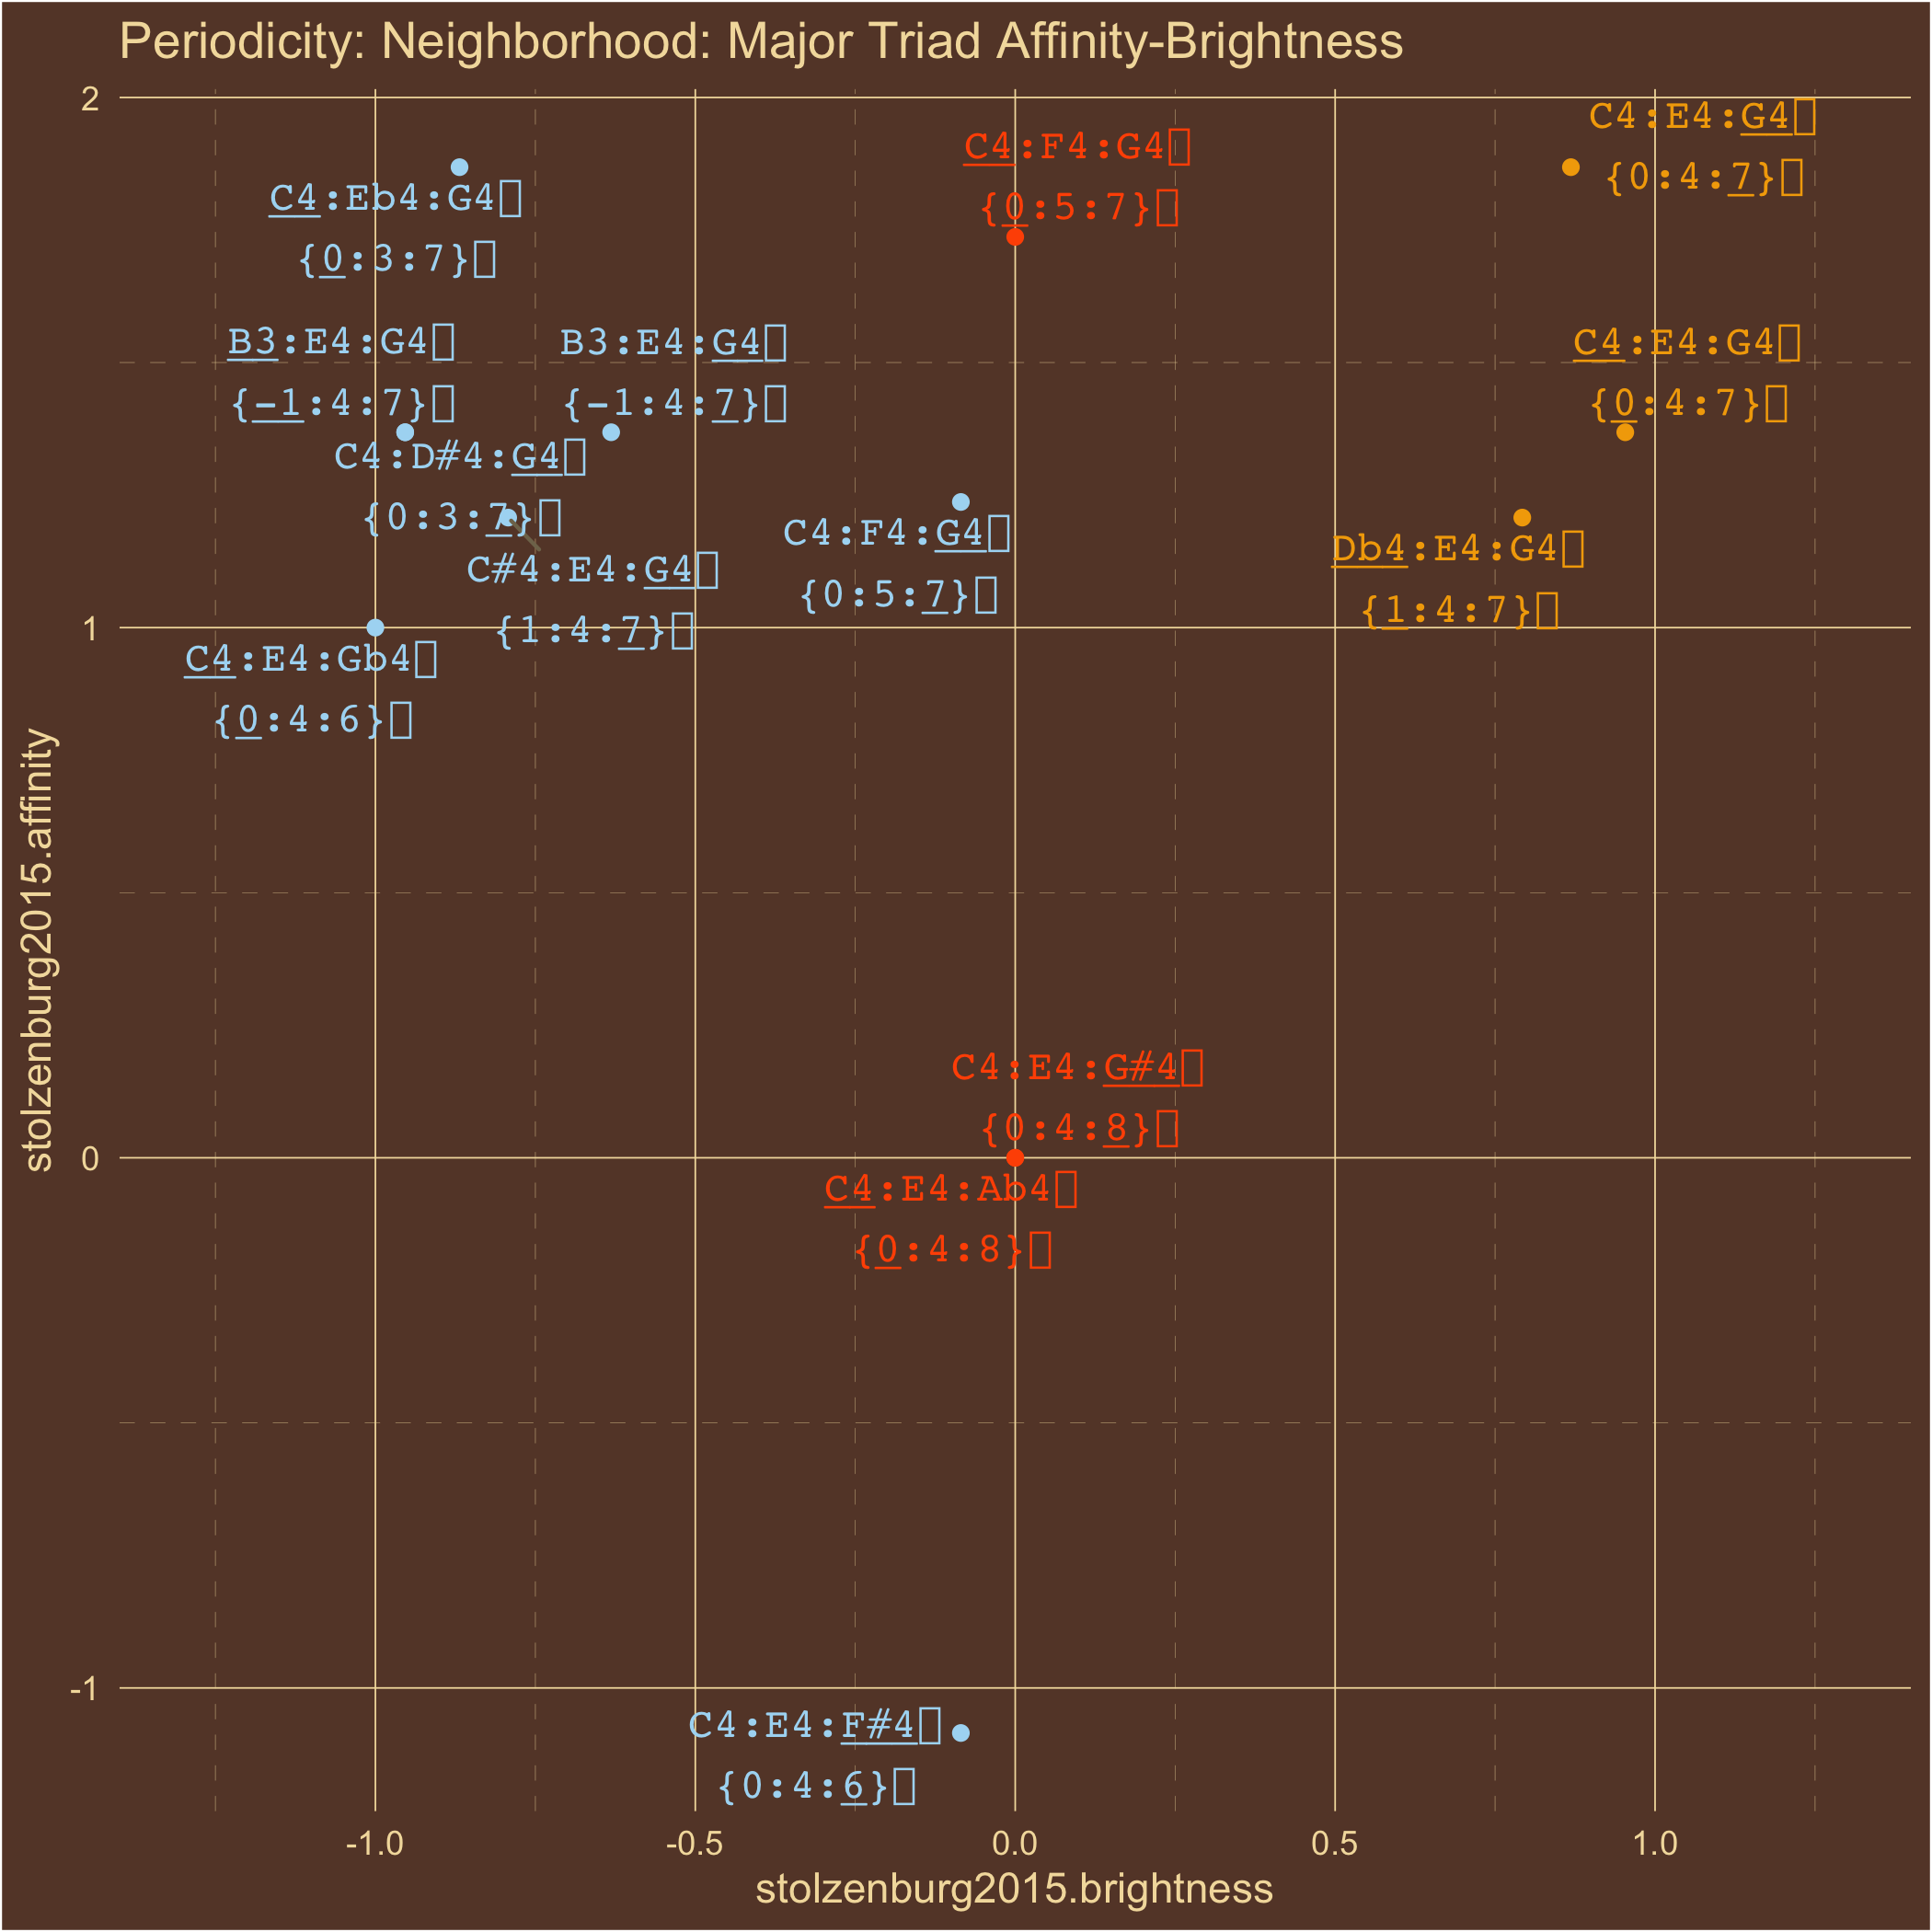 Periodicity: Neighborhood: Major Triad Affinity-Brightness
2
C4:E4:G4
{0:4:7}
C4:F4:G4
{0:5:7}
C4:Eb4:G4
{0:3:7}
B3:E4:G4
{-1:4:7}
B3:E4:G4
{-1:4:7}
C4:E4:G4
{0:4:7}
C4:D#4:G4
{0:3:7}
C4:F4:G4
{0:5:7}
Db4:E4:G4
{1:4:7}
C#4:E4:G4
{1:4:7}
1
C4:E4:Gb4
{0:4:6}
stolzenburg2015.affinity
C4:E4:G#4
{0:4:8}
0
C4:E4:Ab4
{0:4:8}
-1
C4:E4:F#4
{0:4:6}
-1.0
-0.5
0.0
0.5
1.0
stolzenburg2015.brightness